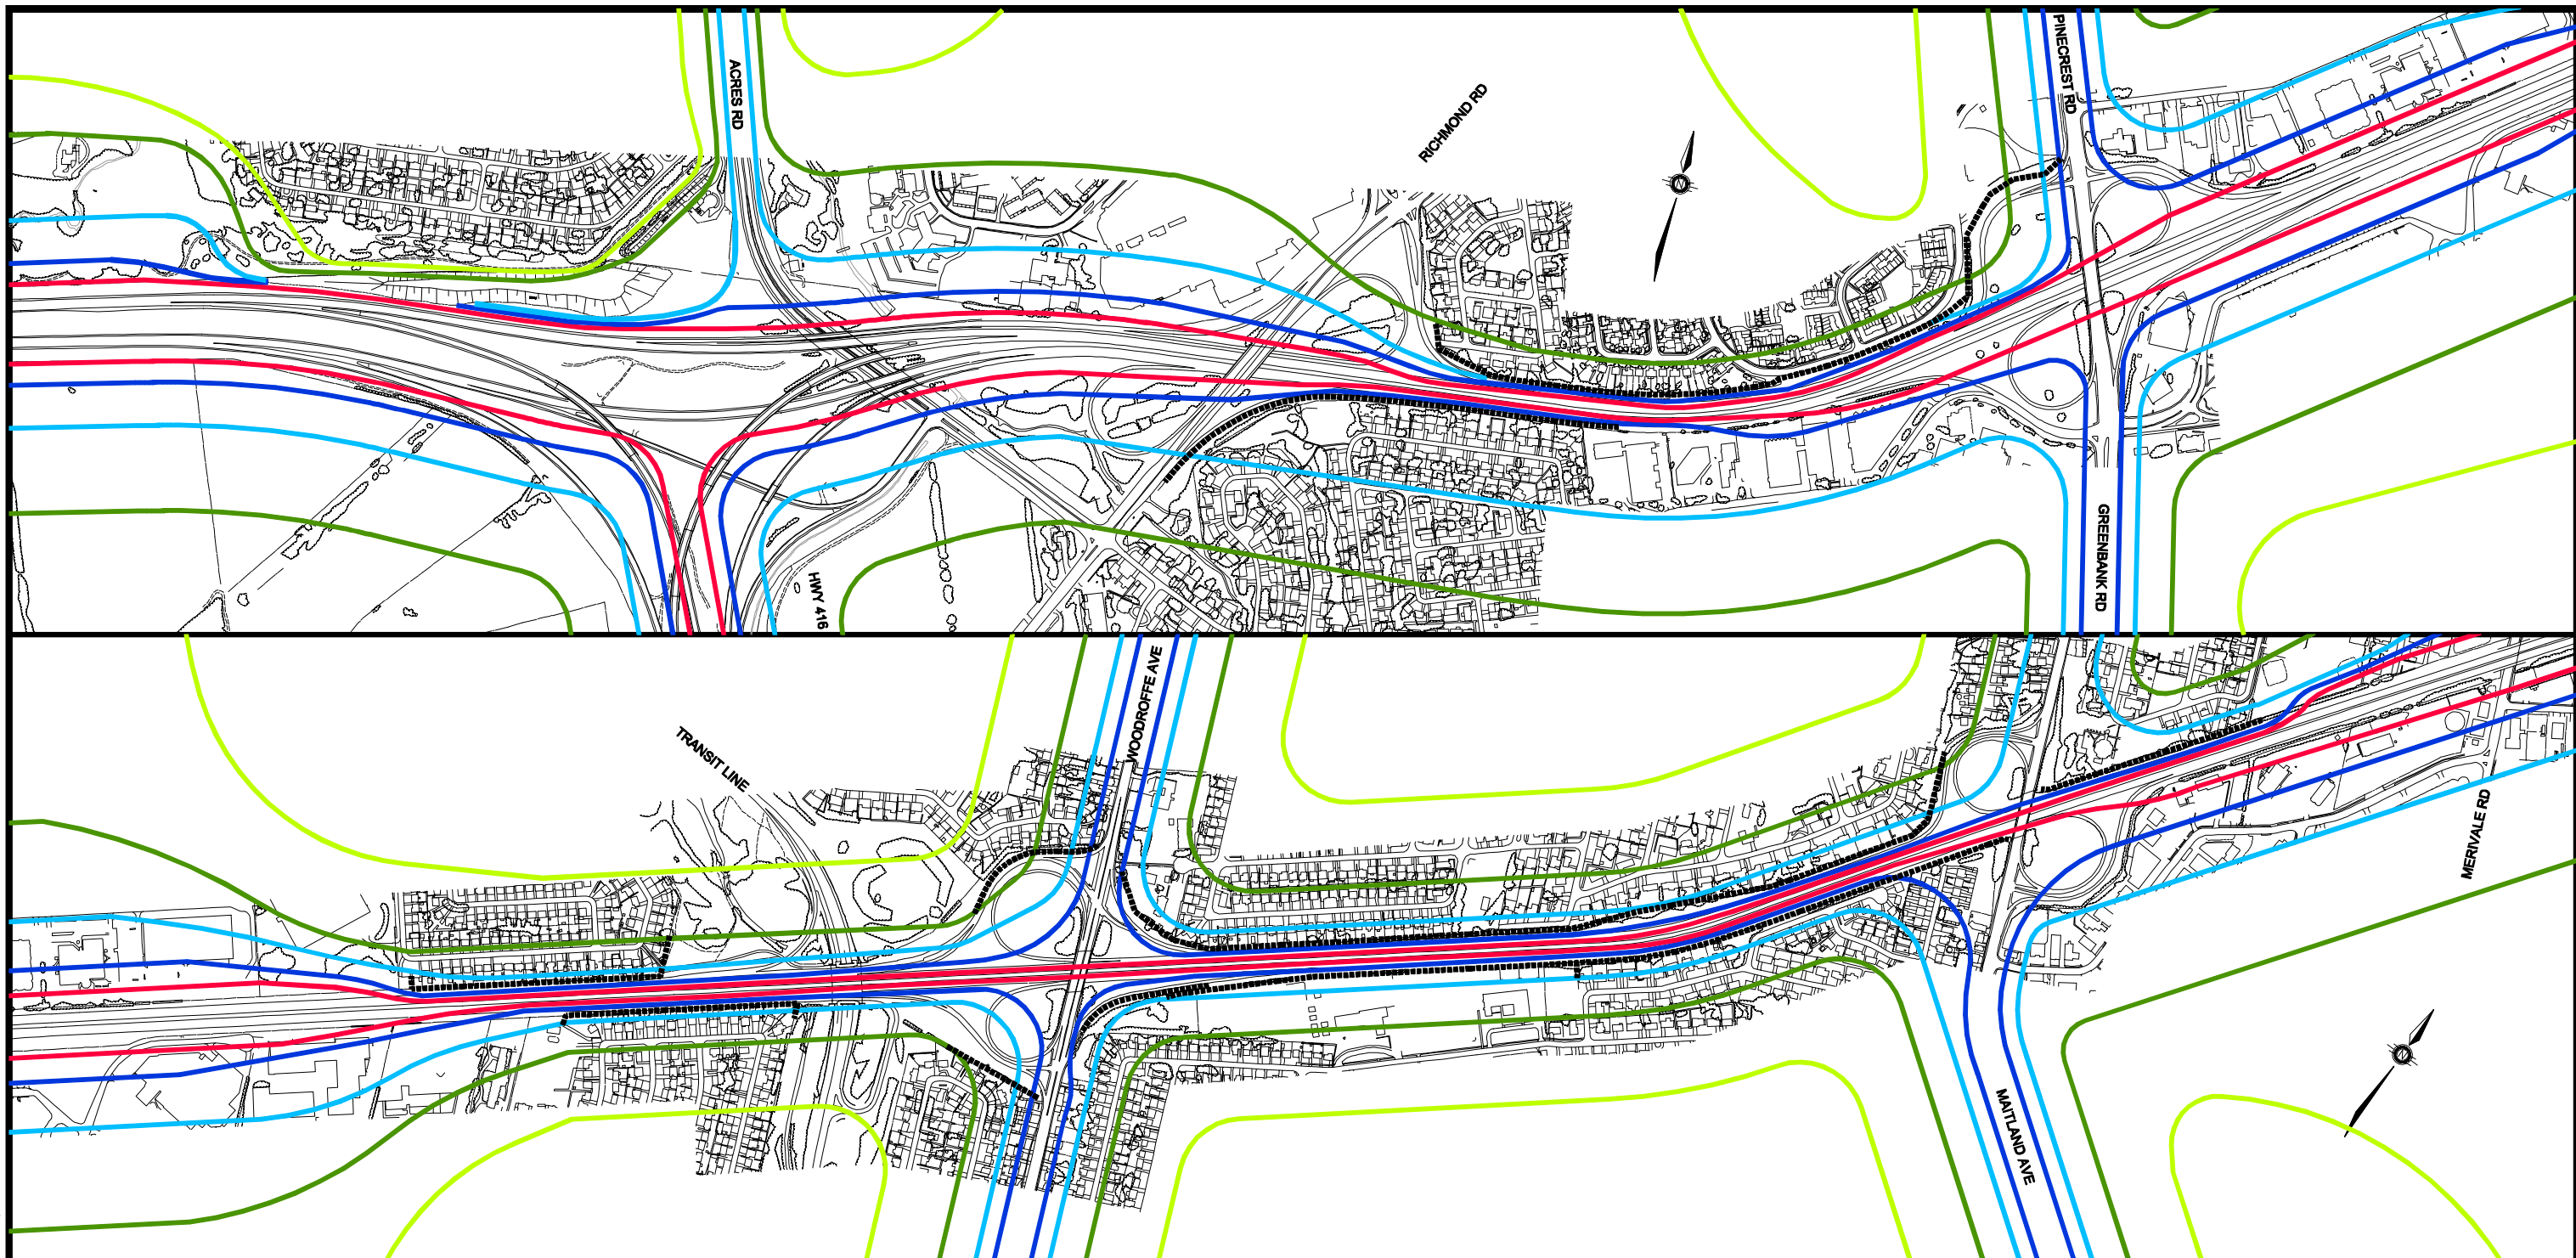 ACRES RD
RICHMOND RD
PINECREST RD
N
HWY 416
GREENBANK RD
TRANSIT LINE
WOODROFFE AVE
MERIVALE RD
N
MAITLAND AVE